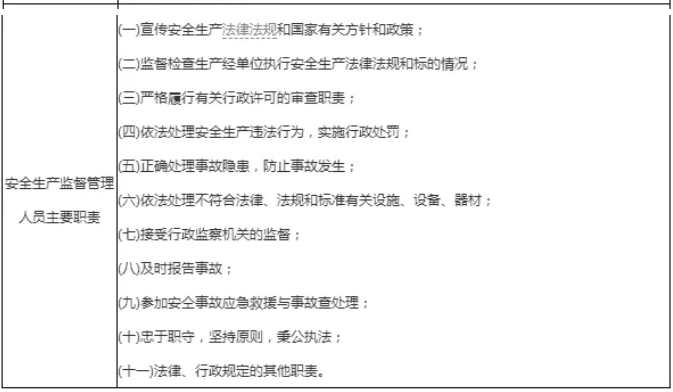 (一)宣传安全生产法律法规和国家有关方针和政策；
(二)监督检查生产经单位执行安全生产法律法规和标的情况；
(三)严格履行有关行政许可的审查职责；
(四)依法处理安全生产违法行为，实施行政处罚；
(五)正确处理事故隐患，防止事故发生；
安全生产监督管理
(六)依法处理不符合法律、法规和标准有关设施、设备、器材；
人员主要职责
(七)接受行政监察机关的监督；
(八)及时报告事故；
(九)参加安全事故应急救援与事故查处理；
(十)忠于职守，坚持原则，秉公执法；
(十一)法律、行政规定的其他职责。